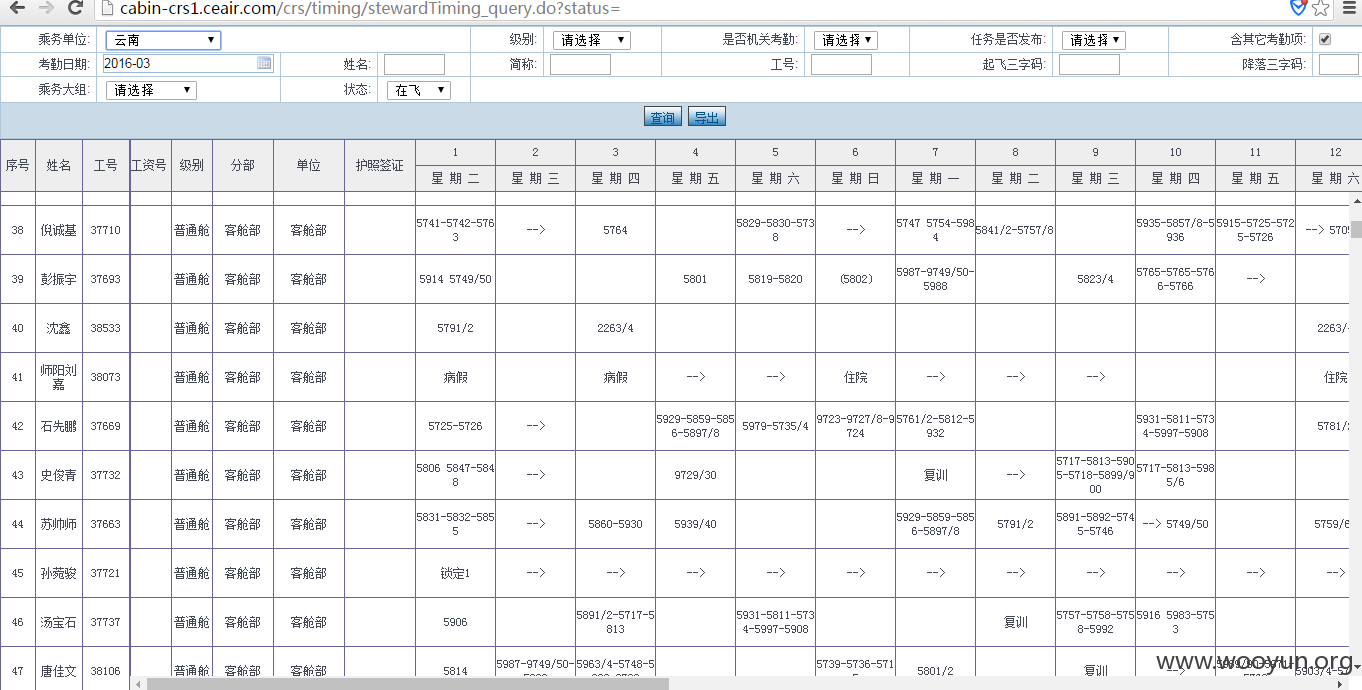 cabin-crs1.ceair.com/crs/timing/stewardTiming_query.do?status=
乘务单位: 云南 级别: 请选择 是否机关考勤: 请选择 任务是否发布: 请选择 含其它考勤项:
考勤日期: 2016-03 姓名: 简称: 工号: 起飞三字码: 降落三字码:
乘务大组: 请选择 状态: 在飞
查询 导出
序号 姓名 工号 工资号 级别 分部 单位 护照签证 1 2 3 4 5 6 7 8 9 10 11 12
星期二 星期三 星期四 星期五 星期六 星期日 星期一 星期二 星期三 星期四 星期五 星期六
38 倪诚基 37710 普通舱 客舱部 客舱部 5741-5742-5763 --> 5764 5829-5830-5738 --> 5747 5754-5984 5841/2-5757/8 5935-5857/8-5936 5915-5725-5725-5726 -->
39 彭振宇 37693 普通舱 客舱部 客舱部 5914 5749/50 5801 5819-5820 (5802) 5987-9749/50-5988 5823/4 5765-5765-5766-5766 -->
40 沈鑫 38533 普通舱 客舱部 客舱部 5791/2 2263/4 2263/
41 师阳刘嘉 38073 普通舱 客舱部 客舱部 病假 病假 --> --> 住院 --> --> --> 住院
42 石先鹏 37669 普通舱 客舱部 客舱部 5725-5726 --> 5929-5859-5856-5897/8 5979-5735/4 9723-9727/8-9724 5761/2-5812-5932 5931-5811-5734-5997-5908 5781/
43 史俊青 37732 普通舱 客舱部 客舱部 5806 5847-5848 --> 9729/30 复训 --> 5717-5813-5905-5718-5899/900 5717-5813-5985/6
44 苏帅师 37663 普通舱 客舱部 客舱部 5831-5832-5855 --> 5860-5930 5939/40 5929-5859-5856-5897/8 5791/2 5891-5892-5745-5746 --> 5749/50 5759/6
45 孙菀骏 37721 普通舱 客舱部 客舱部 锁定1 --> --> --> --> --> --> --> --> --> --> -->
46 汤宝石 37737 普通舱 客舱部 客舱部 5906 5891/2-5717-5813 5931-5811-5734-5997-5908 复训 5757-5758-5758-5992 5916 5983-5753
47 唐佳文 38106 普通舱 客舱部 客舱部 5814 5987-9749/50- 5963/4-5748-5 5739-5736-571 5801/2 复训
www.wooyun.org